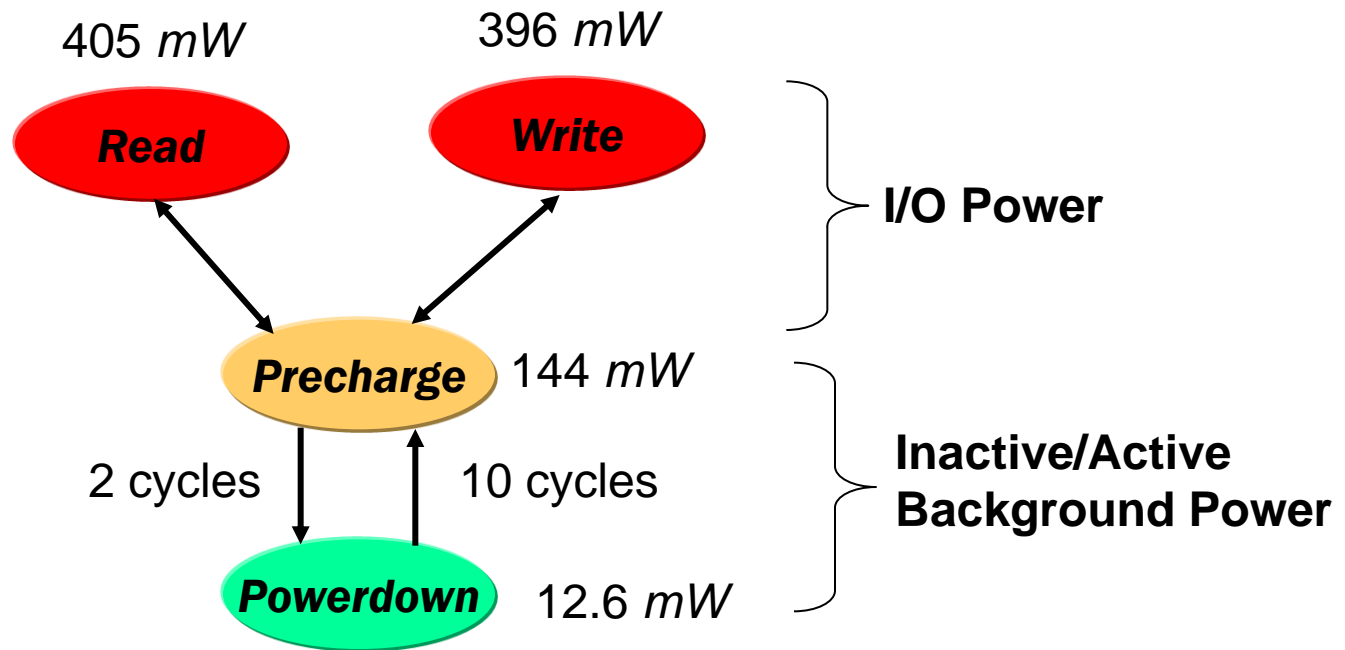 405 mW
396 mW
Read
Write
I/O Power
Precharge
144 mW
2 cycles
10 cycles
Inactive/Active
Background Power
Powerdown
12.6 mW